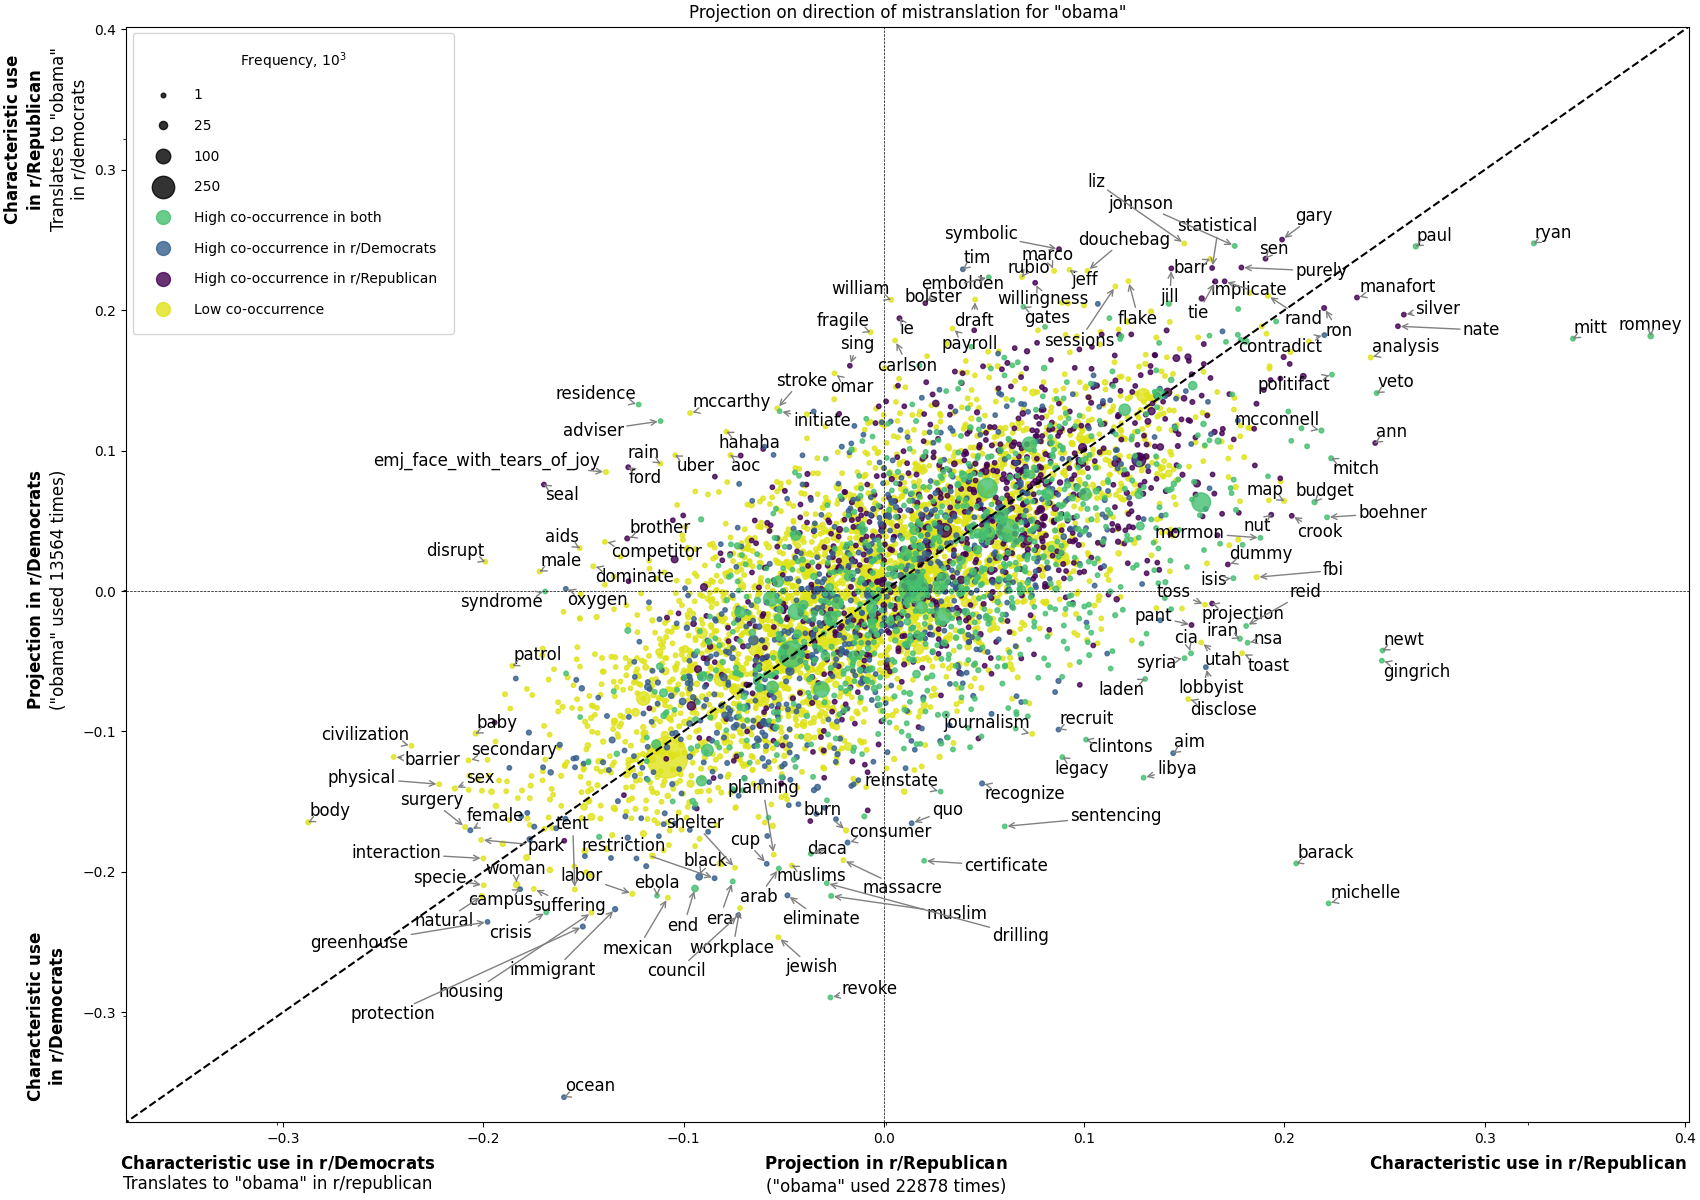 Projection on direction of mistranslation for "obama"
Characteristic use
in r/Republican
Translates to "obama"
in r/democrats
Projection in r/Democrats
("obama" used 13564 times)
Characteristic use
in r/Democrats
0.4
0.3
0.2
0.1
0.0
−0.1
−0.2
−0.3
Frequency, 10³
1
25
100
250
High co-occurrence in both
High co-occurrence in r/Democrats
High co-occurrence in r/Republican
Low co-occurrence
liz
johnson
statistical
gary
symbolic
douchebag
sen
paul
ryan
tim
marco
rubio
jeff
barr
purely
embolden
william
bolster
willingness
jill
implicate
manafort
fragile
ie
draft
gates
flake
tie
rand
ron
silver
nate
mitt
romney
sing
payroll
sessions
contradict
analysis
carlson
stroke
omar
politifact
veto
residence
mccarthy
initiate
mcconnell
adviser
hahaba
ann
emj_face_with_tears_of_joy
rain
ford
uber
aoc
mitch
seal
map
budget
brother
nut
crook
boehner
aids
competitor
mormon
disrupt
male
dominate
dummy
isis
fbi
syndrome
oxygen
toss
reid
pant
projection
iran
cia
nsa
newt
patrol
syria
utah
toast
gingrich
laden
lobbyist
disclose
baby
journalism
recruit
civilization
secondary
clintons
aim
barrier
legacy
libya
physical
sex
planning
reinstate
recognize
surgery
body
female
tent
shelter
burn
quo
sentencing
park
restriction
cup
consumer
interaction
daca
barack
woman
black
certificate
specie
labor
ebola
muslims
massacre
michelle
campus
suffering
arab
natural
end
era
eliminate
muslim
greenhouse
crisis
mexican
workplace
drilling
immigrant
council
jewish
housing
revoke
protection
ocean
−0.3
−0.2
−0.1
0.0
0.1
0.2
0.3
0.4
Characteristic use in r/Democrats
Translates to "obama" in r/republican
Projection in r/Republican
("obama" used 22878 times)
Characteristic use in r/Republican